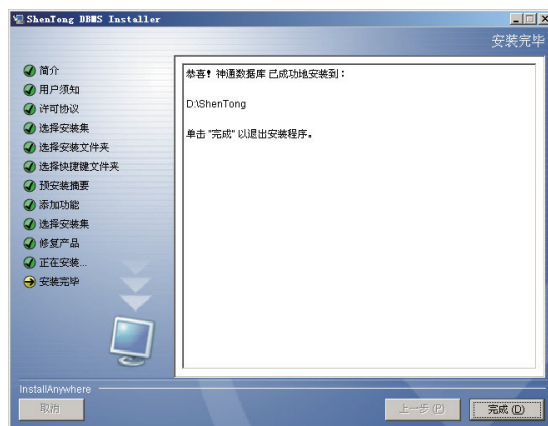 ShenTong DBMS Installer
安装完毕
简介
用户须知
许可协议
选择安装集
选择安装文件夹
选择快捷键文件夹
预安装摘要
添加功能
选择安装集
修复产品
正在安装...
安装完毕
恭喜！神通数据库 已成功地安装到：
D:\ShenTong
单击 "完成" 以退出安装程序。
InstallAnywhere
取消
上一步 (P)
完成 (D)